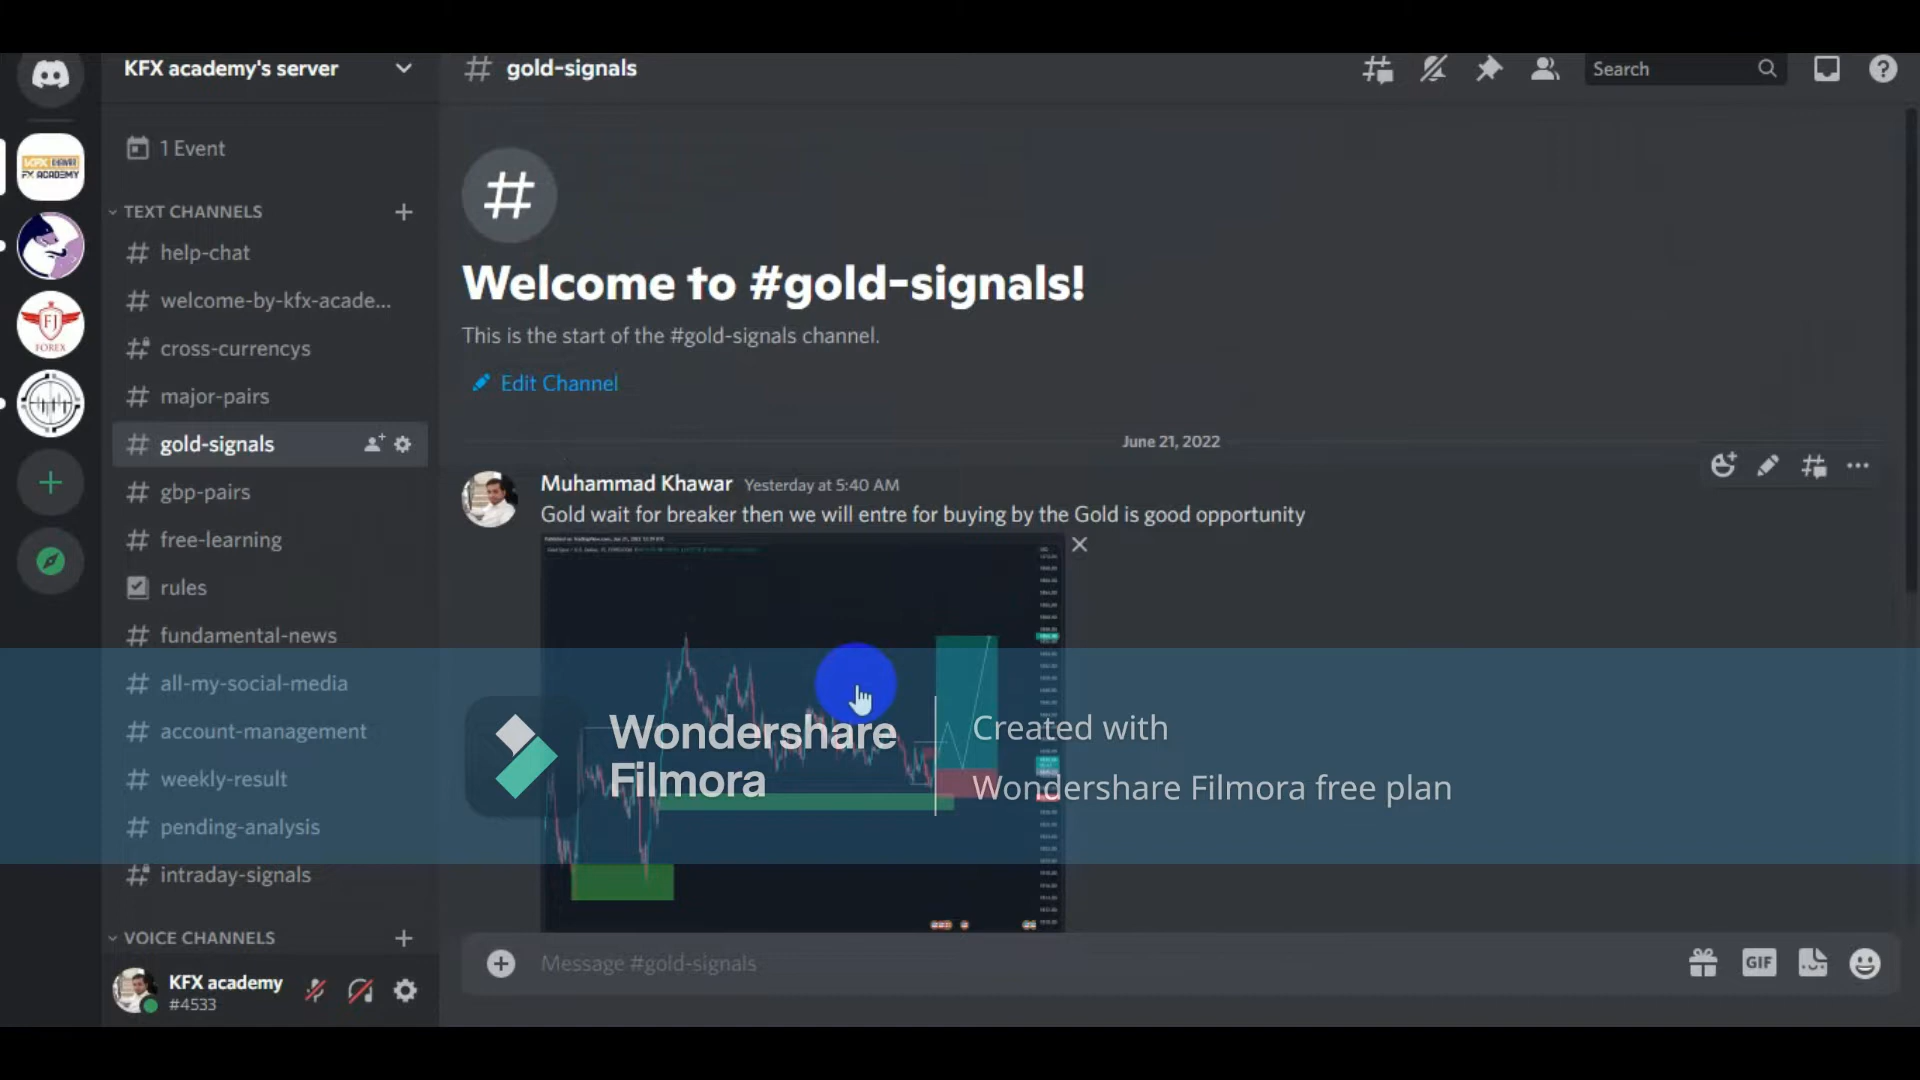 KFX academy's server
gold-signals
Search
1 Event
TEXT CHANNELS
help-chat
welcome-by-kfx-acade...
cross-currencys
major-pairs
gold-signals
gbp-pairs
free-learning
rules
fundamental-news
all-my-social-media
account-management
weekly-result
pending-analysis
intraday-signals
VOICE CHANNELS
KFX academy
#4533
FX ACADEMY
FJ
FOREX
Welcome to #gold-signals!
This is the start of the #gold-signals channel.
Edit Channel
June 21, 2022
Muhammad Khawar Yesterday at 5:40 AM
Gold wait for breaker then we will entre for buying by the Gold is good opportunity
Wondershare
Filmora
Created with
Wondershare Filmora free plan
Message #gold-signals
GIF